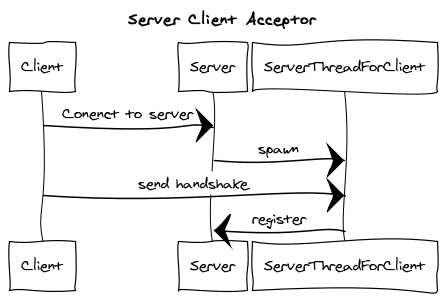 Server Client Acceptor
Client Server ServerThreadForClient
Conenct to server
spawn
send handshake
register
Client Server ServerThreadForClient